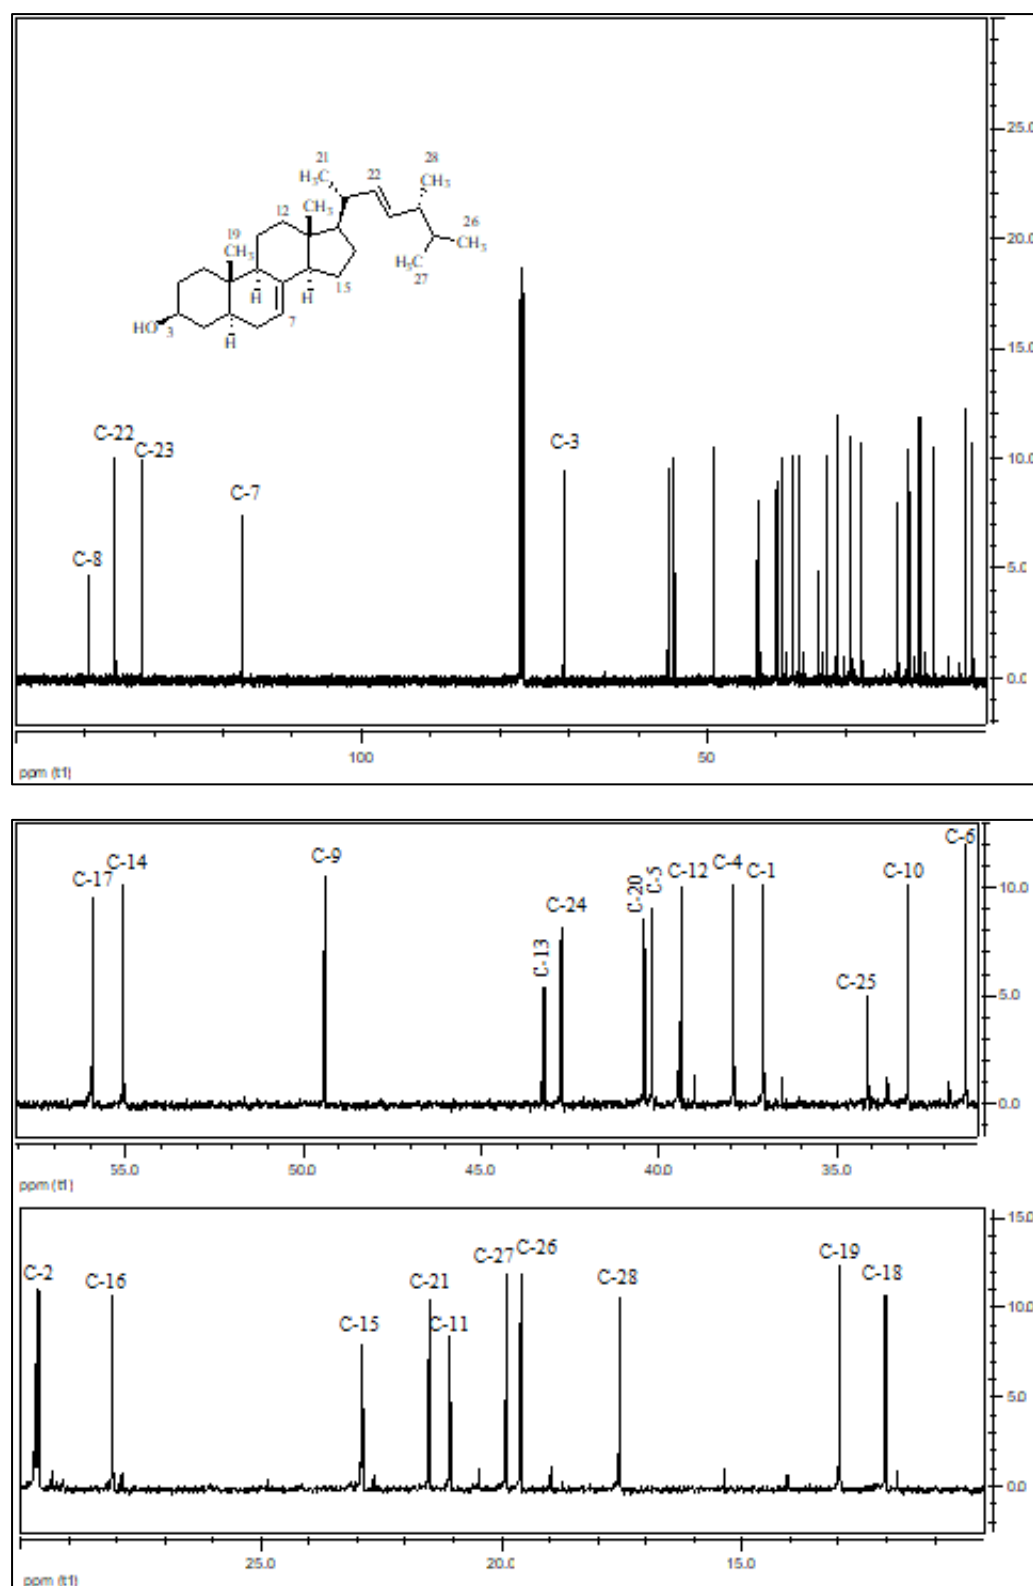 25.0
20.0
15.0
10.0
5.0
0.0
21
H₃C
22
28
CH₃
12
CH₃
26
CH₃
19
H₃C
H₃C
27
15
H
H
7
HO
3
H
C-22
C-23
C-8
C-7
C-3
100
50
ppm (t1)
C-17
C-14
C-9
C-13
C-24
C-20
C-5
C-12
C-4
C-1
C-25
C-10
C-6
10.0
5.0
0.0
55.0
50.0
45.0
40.0
35.0
ppm (t1)
C-2
C-16
C-15
C-21
C-11
C-27
C-26
C-28
C-19
C-18
15.0
10.0
5.0
0.0
25.0
20.0
15.0
ppm (t1)